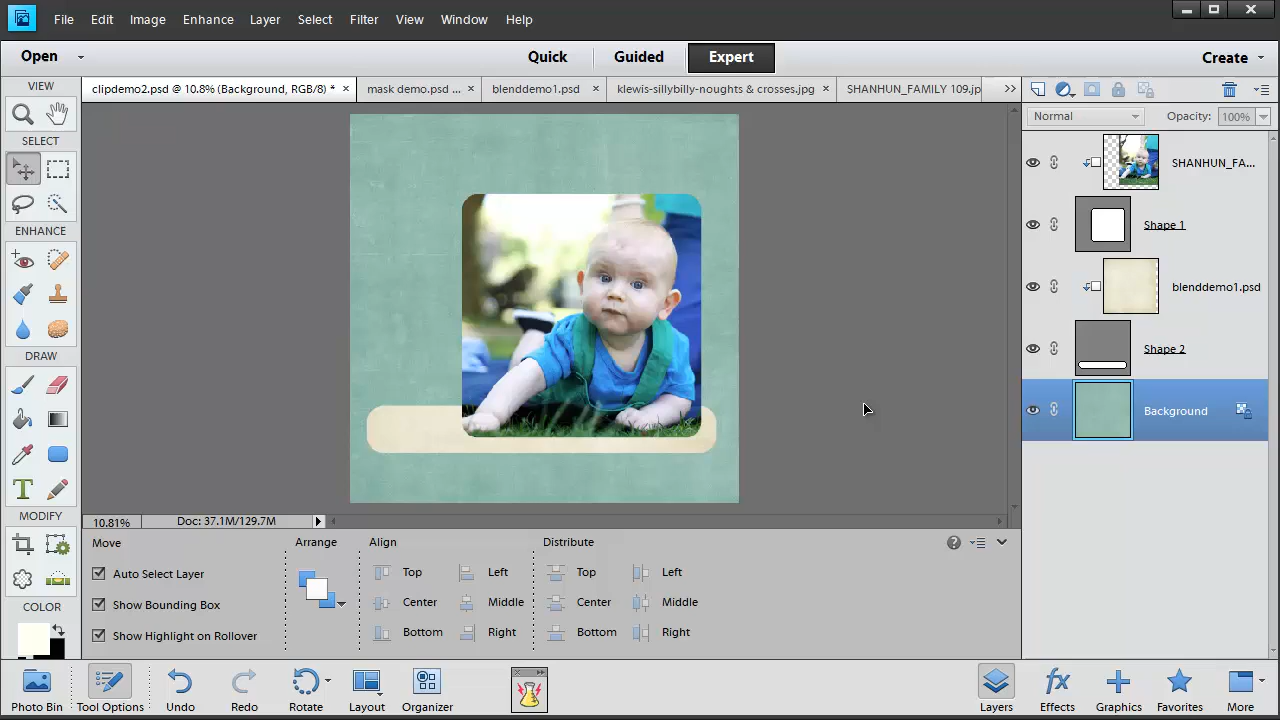 File Edit Image Enhance Layer Select Filter View Window Help
Open Quick Guided Expert Create
VIEW
clipdemo2.psd @ 10.8% (Background, RGB/8) * × mask demo.psd ... × blenddemo1.psd × klewis-sillybilly-noughts & crosses.jpg × SHANHUN_FAMILY 109.jp >>
Normal Opacity: 100%
SELECT
SHANHUN_FA...
Shape 1
ENHANCE
blenddemo1.psd
DRAW
Shape 2
Background
T
MODIFY
10.81% Doc: 37.1M/129.7M
Move Arrange Align Distribute
Auto Select Layer Top Left Top Left
Show Bounding Box Center Middle Center Middle
COLOR
Show Highlight on Rollover Bottom Right Bottom Right
Photo Bin Tool Options Undo Redo Rotate Layout Organizer Layers fx Effects Graphics Favorites More